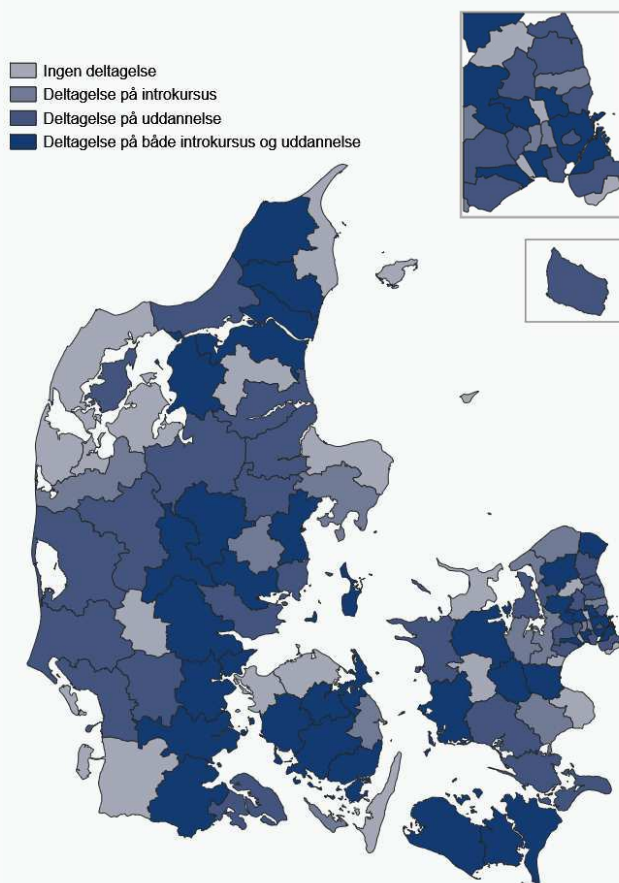 Ingen deltagelse
Deltagelse på introkursus
Deltagelse på uddannelse
Deltagelse på både introkursus og uddannelse